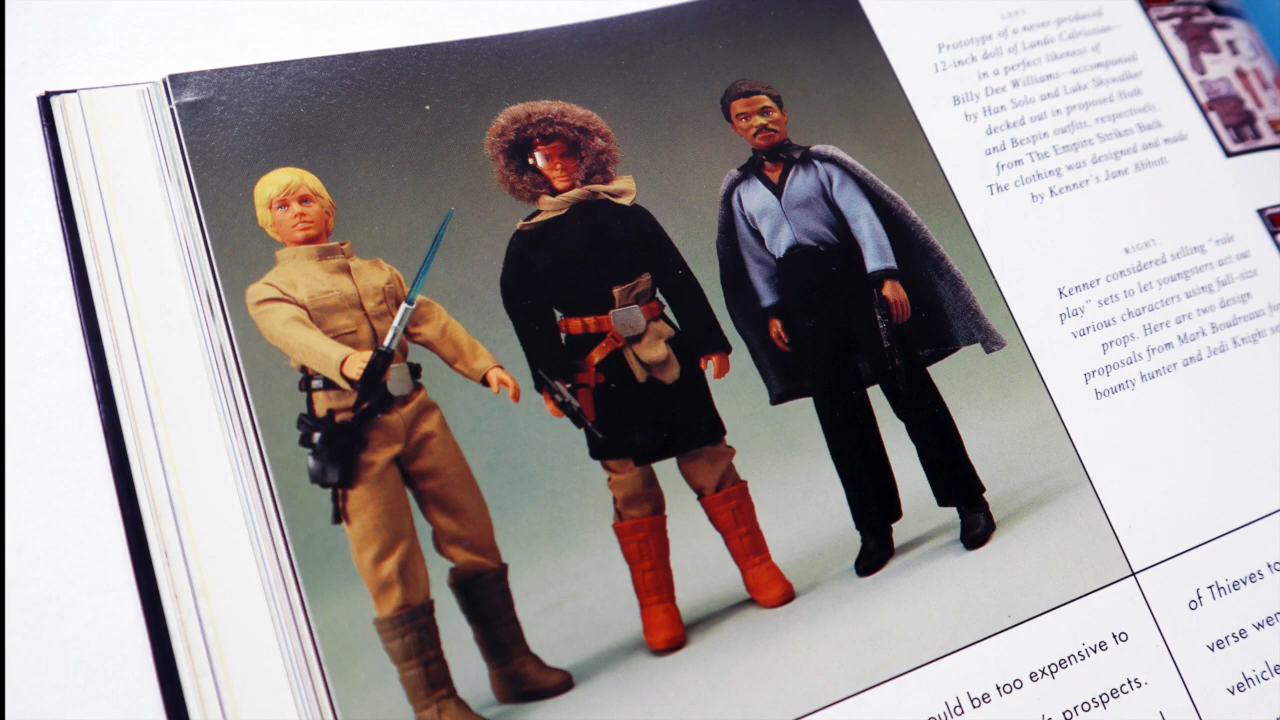 LEFT
Prototype of a never-produced
12-inch doll of Lando Calrissian—
in a perfect likeness of
Billy Dee Williams—accompanied
by Han Solo and Luke Skywalker
decked out in proposed Hoth
and Bespin outfits, respectively,
from The Empire Strikes Back.
The clothing was designed and made
by Kenner's Jane Abbott.
RIGHT
Kenner considered selling "role
play" sets to let youngsters act out
various characters using full-size
props. Here are two design
proposals from Mark Boudreaux
bounty hunter and Jedi Knight
ould be too expensive to
prospects.
of Thieves to
verse wer
vehicle